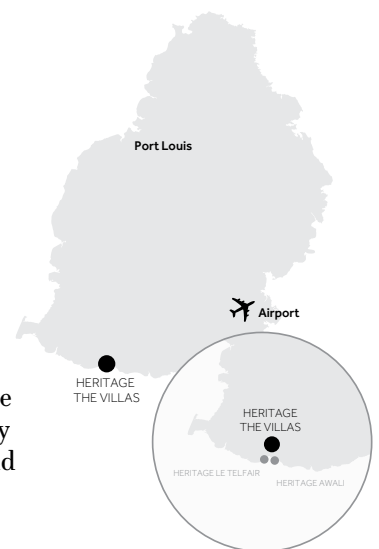 Port Louis
Airport
HERITAGE
THE VILLAS
e
y
d
HERITAGE
THE VILLAS
HERITAGE LE TELFAIR
HERITAGE AWALI